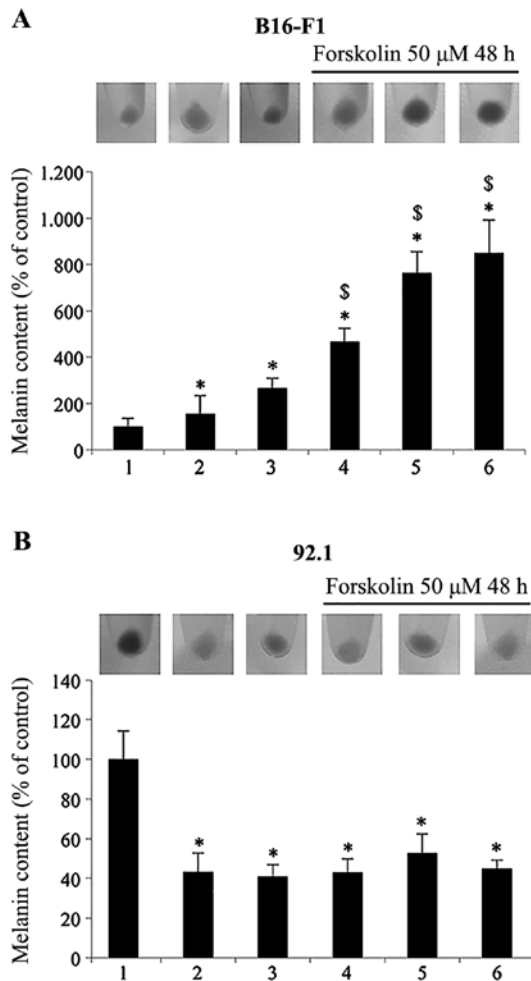 A
B16-F1
Forskolin 50 μM 48 h
Melanin content (% of control)
1.200
1.000
800
600
400
200
0
* * $ * $ * $ *
1 2 3 4 5 6
B
92.1
Forskolin 50 μM 48 h
Melanin content (% of control)
140
120
100
80
60
40
20
0
* * * * *
1 2 3 4 5 6